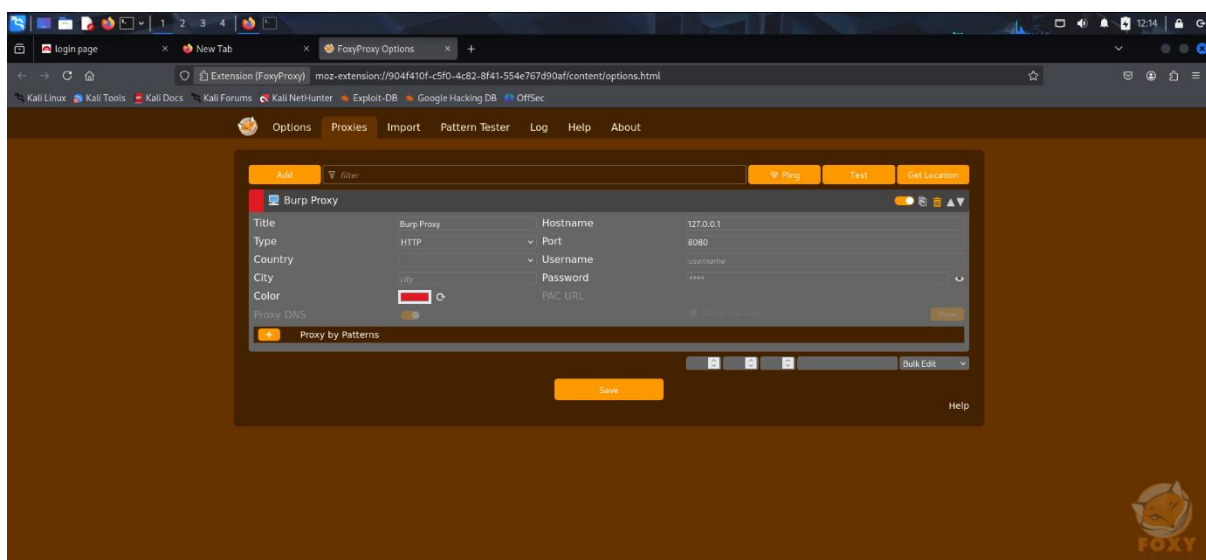 1 2 3 4 12:14
login page New Tab FoxyProxy Options
Extension (FoxyProxy) moz-extension://904f410f-c5f0-4c82-8f41-554e767d90af/content/options.html
Kali Linux Kali Tools Kali Docs Kali Forums Kali NetHunter Exploit-DB Google Hacking DB OffSec
Options Proxies Import Pattern Tester Log Help About
Add filter Ping Test Get Location
Burp Proxy
Title Burp Proxy Hostname 127.0.0.1
Type HTTP Port 8080
Country Username username
City city Password ****
Color PAC URL
Proxy DNS Store Locally View
+ Proxy by Patterns
Bulk Edit
Save
Help
FOXY